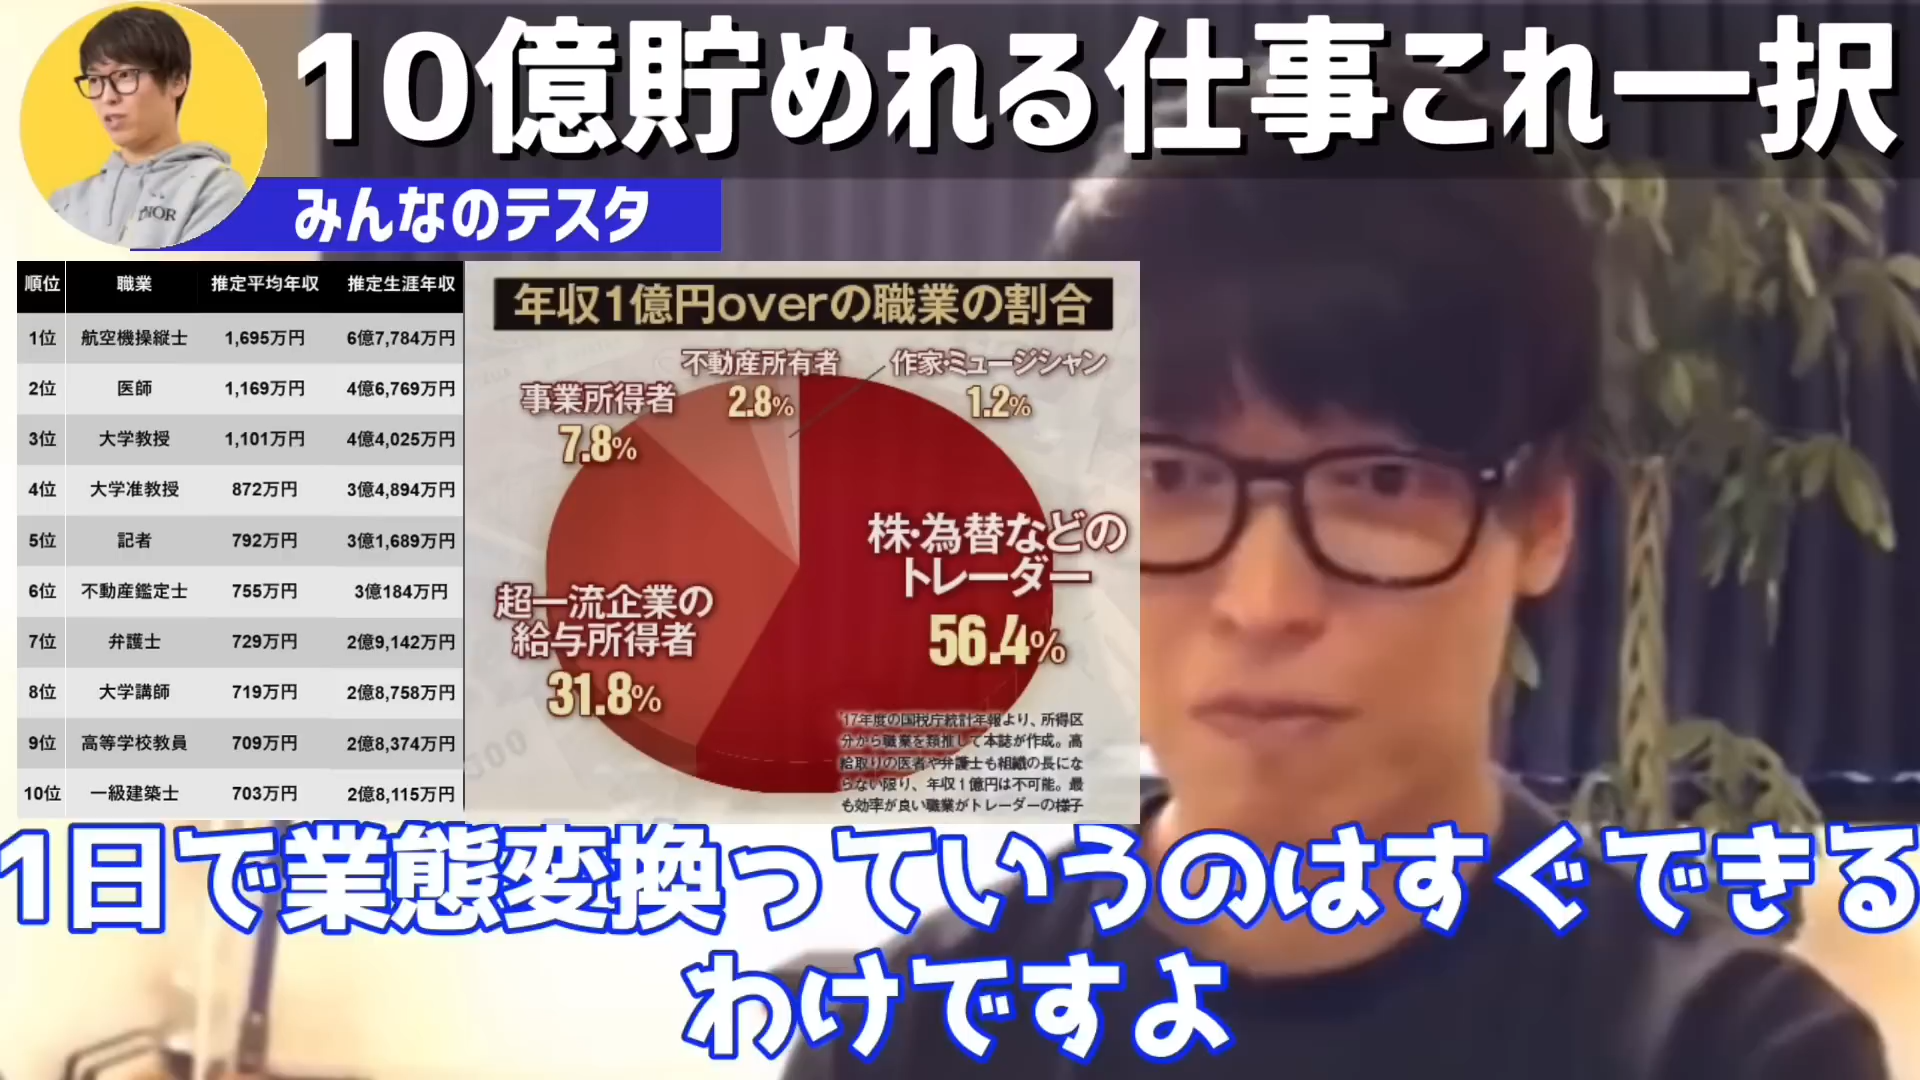 10億貯めれる仕事これ一択
みんなのテスタ
順位 職業 推定平均年収 推定生涯年収
1位 航空機操縦士 1,695万円 6億7,784万円
2位 医師 1,169万円 4億6,769万円
3位 大学教授 1,101万円 4億4,025万円
4位 大学准教授 872万円 3億4,894万円
5位 記者 792万円 3億1,689万円
6位 不動産鑑定士 755万円 3億184万円
7位 弁護士 729万円 2億9,142万円
8位 大学講師 719万円 2億8,758万円
9位 高等学校教員 709万円 2億8,374万円
10位 一級建築士 703万円 2億8,115万円
年収1億円overの職業の割合
不動産所有者
2.8%
作家・ミュージシャン
1.2%
事業所得者
7.8%
株・為替などの
トレーダー
56.4%
超一流企業の
給与所得者
31.8%
'17年度の国税庁統計年報より、所得区
分から職業を類推して本誌が作成。高
給取りの医者や弁護士も組織の長にな
らない限り、年収1億円は不可能。最
も効率が良い職業がトレーダーの様子
1日で業態変換っていうのはすぐできる
わけですよ